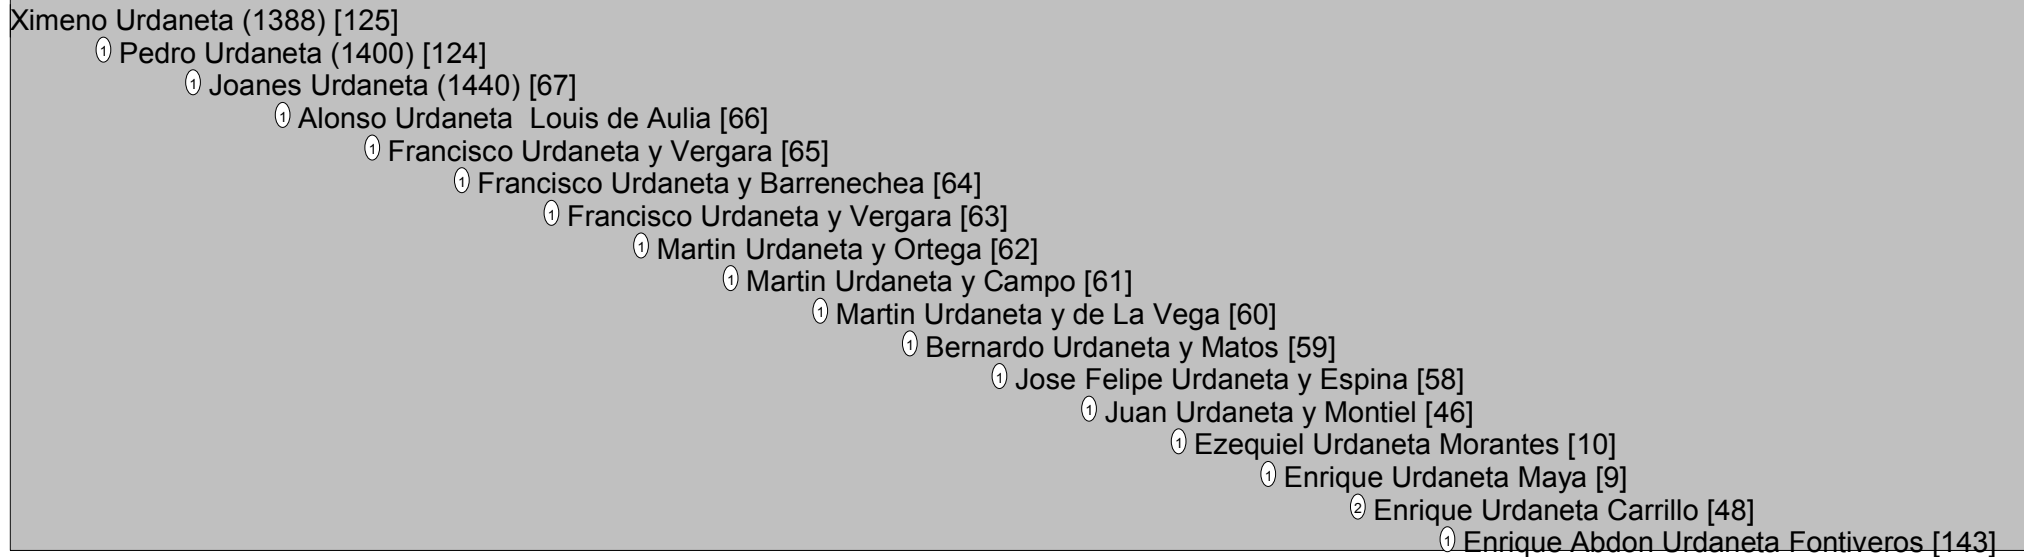 Ximeno Urdaneta (1388) [125]
1 Pedro Urdaneta (1400) [124]
1 Joanes Urdaneta (1440) [67]
1 Alonso Urdaneta  Louis de Aulia [66]
1 Francisco Urdaneta y Vergara [65]
1 Francisco Urdaneta y Barrenechea [64]
1 Francisco Urdaneta y Vergara [63]
1 Martin Urdaneta y Ortega [62]
1 Martin Urdaneta y Campo [61]
1 Martin Urdaneta y de La Vega [60]
1 Bernardo Urdaneta y Matos [59]
1 Jose Felipe Urdaneta y Espina [58]
1 Juan Urdaneta y Montiel [46]
1 Ezequiel Urdaneta Morantes [10]
1 Enrique Urdaneta Maya [9]
2 Enrique Urdaneta Carrillo [48]
1 Enrique Abdon Urdaneta Fontiveros [143]